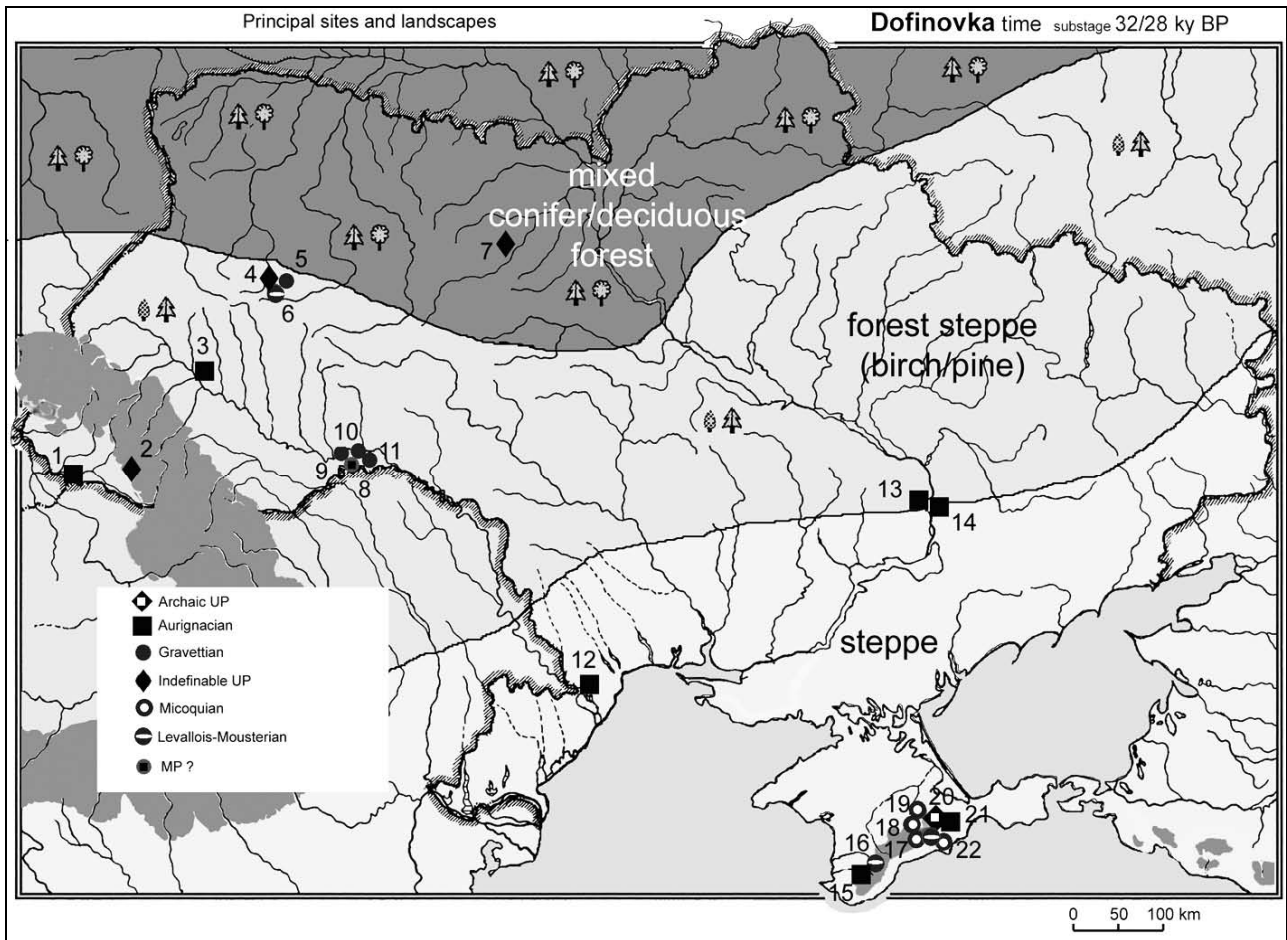 Principal sites and landscapes
Dofinovka time substage 32/28 ky BP
mixed
conifer/deciduous
forest
7
4
5
6
3
forest steppe
(birch/pine)
10
11
9
8
1
2
13
14
Archaic UP
Aurignacian
Gravettian
Indefinable UP
Micoquian
Levallois-Mousterian
MP ?
steppe
12
19
20
21
18
17
22
16
15
0 50 100 km